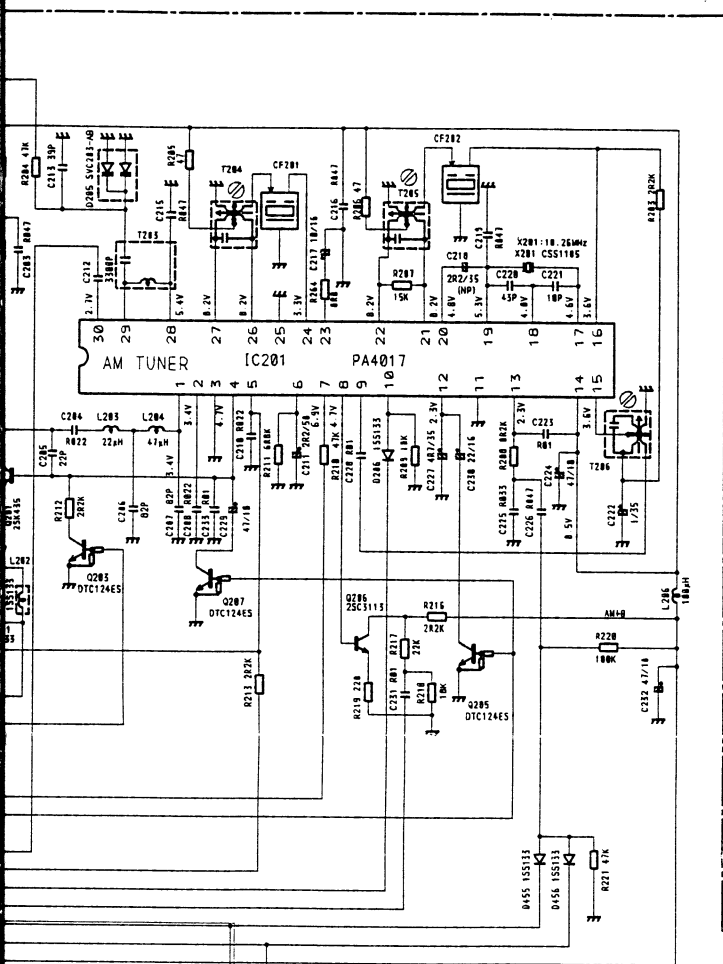 R204 47K
C213 39P
D205 SVC203-AB
R205 47
T204
CF201
R047
C216
R206 47
T205
CF202
R203 2R2K
C203 R047
C212 3300P
T203
C215 R047
C217 10/16
R264
C218
2R2/35
(NP)
C219 R047
X201:10.26MHz
X201 CSS1105
C220
43P
C221
10P
R207
15K
2.7V
5.4V
8.2V
8.2V
3.3V
8.2V
8.2V
4.8V
5.3V
4.0V
4.6V
3.6V
30 29 28 27 26 25 24 23 22 21 20 19 18 17 16
AM TUNER IC201 PA4017
1 2 3 4 5 6 7 8 9 10 11 12 13 14 15
C204
R022
L203
22μH
L204
47μH
C205
22P
3.4V
3.4V
4.7V
C210 R022
R211 680K
C211 2R2/50
6.9V
R210 47K
4.7V
C228 R01
D206 1SS133
R209 18K
2.3V
C227 4R7/35
C230 22/16
2.3V
R208 8R2K
C223
R01
C224
47/10
3.6V
T206
Q201
2SK435
R212
2R2K
C206
82P
C207 82P
C208 R022
C233 R01
C229
47/10
C225 R033
C226 R047
8.5V
C222
1/35
L202
1SS133
Q203
DTC124ES
Q207
DTC124ES
Q206
2SC3113
R216
2R2K
AM+B
L206
100μH
R217
22K
R220
100K
R213 2R2K
R219 220
C231 R01
R218
10K
Q205
DTC124ES
C232 47/10
D455 1SS133
D456 1SS133
R221 47K